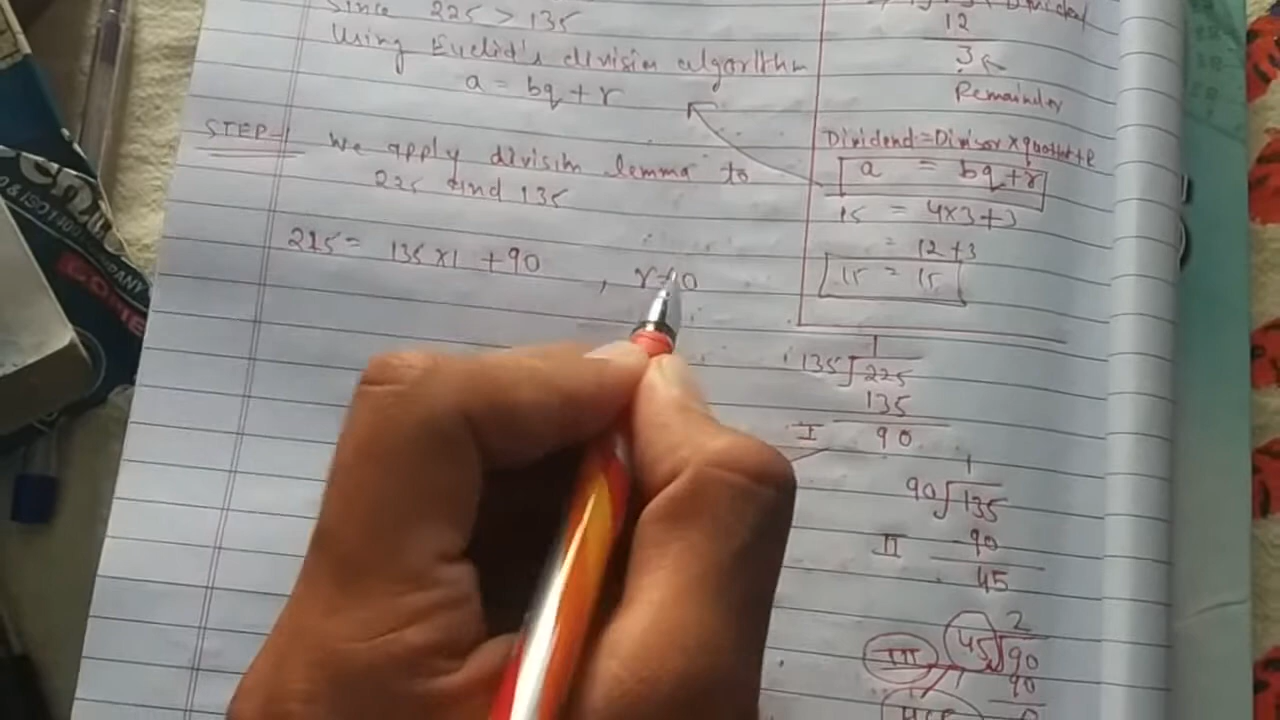 Since 225 > 135
Using Euclid's division algorithm
a = bq + r
STEP-1 We apply division lemma to
225 and 135
225 = 135 x 1 + 90 , r
12
3
Remainder
Dividend = Divisor x quotient + R
a = bq + r
15 = 4x3+3
= 12+3
15 = 15
1
135 225
135
I 90
1
90 135
II 90
45
2
III 45 90
90
0
HCF